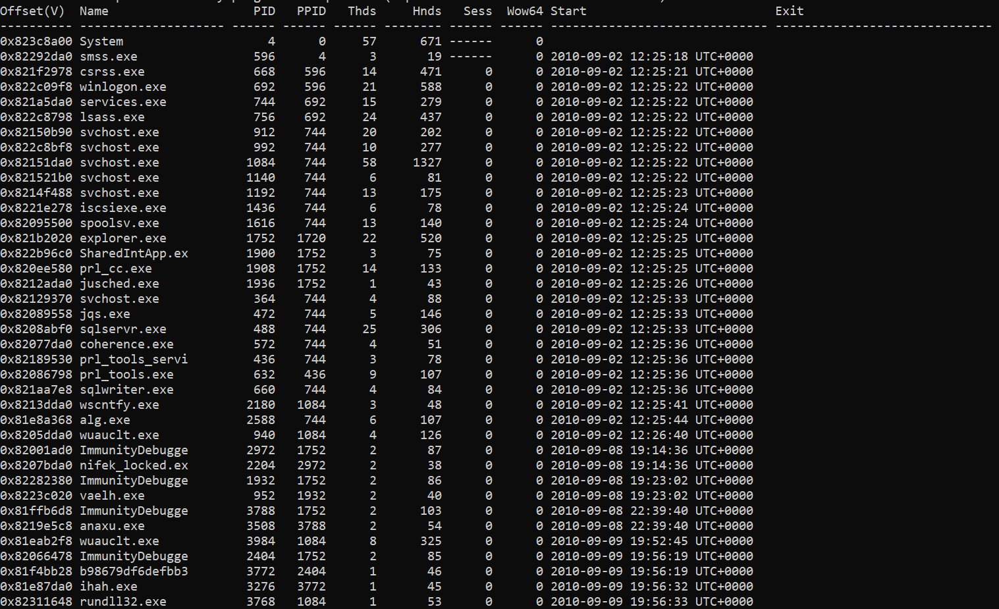 Offset(V)  Name                    PID   PPID   Thds     Hnds   Sess  Wow64 Start                          Exit
---------- -------------------- ------ ------ ------ -------- ------ ------ ------------------------------ ------------------------------
0x823c8a00 System                    4      0     57      671 ------      0
0x82292da0 smss.exe                596      4      3       19 ------      0 2010-09-02 12:25:18 UTC+0000
0x821f2978 csrss.exe               668    596     14      471      0      0 2010-09-02 12:25:21 UTC+0000
0x822c09f8 winlogon.exe            692    596     21      588      0      0 2010-09-02 12:25:22 UTC+0000
0x821a5da0 services.exe            744    692     15      279      0      0 2010-09-02 12:25:22 UTC+0000
0x822c8798 lsass.exe               756    692     24      437      0      0 2010-09-02 12:25:22 UTC+0000
0x82150b90 svchost.exe             912    744     20      202      0      0 2010-09-02 12:25:22 UTC+0000
0x822c8bf8 svchost.exe             992    744     10      277      0      0 2010-09-02 12:25:22 UTC+0000
0x82151da0 svchost.exe            1084    744     58     1327      0      0 2010-09-02 12:25:22 UTC+0000
0x821521b0 svchost.exe            1140    744      6       81      0      0 2010-09-02 12:25:22 UTC+0000
0x8214f488 svchost.exe            1192    744     13      175      0      0 2010-09-02 12:25:23 UTC+0000
0x8221e278 iscsiexe.exe           1436    744      6       78      0      0 2010-09-02 12:25:24 UTC+0000
0x82095500 spoolsv.exe            1616    744     13      140      0      0 2010-09-02 12:25:24 UTC+0000
0x821b2020 explorer.exe           1752   1720     22      520      0      0 2010-09-02 12:25:25 UTC+0000
0x822b96c0 SharedIntApp.ex        1900   1752      3       75      0      0 2010-09-02 12:25:25 UTC+0000
0x820ee580 prl_cc.exe             1908   1752     14      133      0      0 2010-09-02 12:25:25 UTC+0000
0x8212ada0 jusched.exe            1936   1752      1       43      0      0 2010-09-02 12:25:26 UTC+0000
0x82129370 svchost.exe             364    744      4       88      0      0 2010-09-02 12:25:33 UTC+0000
0x82089558 jqs.exe                 472    744      5      146      0      0 2010-09-02 12:25:33 UTC+0000
0x8208abf0 sqlservr.exe            488    744     25      306      0      0 2010-09-02 12:25:33 UTC+0000
0x82077da0 coherence.exe           572    744      4       51      0      0 2010-09-02 12:25:36 UTC+0000
0x82189530 prl_tools_servi         436    744      3       78      0      0 2010-09-02 12:25:36 UTC+0000
0x82086798 prl_tools.exe           632    436      9      107      0      0 2010-09-02 12:25:36 UTC+0000
0x821aa7e8 sqlwriter.exe           660    744      4       84      0      0 2010-09-02 12:25:36 UTC+0000
0x8213dda0 wscntfy.exe            2180   1084      3       48      0      0 2010-09-02 12:25:41 UTC+0000
0x81e8a368 alg.exe                2588    744      6      107      0      0 2010-09-02 12:25:44 UTC+0000
0x8205dda0 wuauclt.exe             940   1084      4      126      0      0 2010-09-02 12:26:40 UTC+0000
0x82001ad0 ImmunityDebugge        2972   1752      2       87      0      0 2010-09-08 19:14:36 UTC+0000
0x8207bda0 nifek_locked.ex        2204   2972      2       38      0      0 2010-09-08 19:14:36 UTC+0000
0x82282380 ImmunityDebugge        1932   1752      2       86      0      0 2010-09-08 19:23:02 UTC+0000
0x8223c020 vaelh.exe               952   1932      2       40      0      0 2010-09-08 19:23:02 UTC+0000
0x81ffb6d8 ImmunityDebugge        3788   1752      2      103      0      0 2010-09-08 22:39:40 UTC+0000
0x8219e5c8 anaxu.exe              3508   3788      2       54      0      0 2010-09-08 22:39:40 UTC+0000
0x81eab2f8 wuauclt.exe            3984   1084      8      325      0      0 2010-09-09 19:52:45 UTC+0000
0x82066478 ImmunityDebugge        2404   1752      2       85      0      0 2010-09-09 19:56:19 UTC+0000
0x81f4bb28 b98679df6defbb3        3772   2404      1       46      0      0 2010-09-09 19:56:19 UTC+0000
0x81e87da0 ihah.exe               3276   3772      1       45      0      0 2010-09-09 19:56:32 UTC+0000
0x82311648 rundll32.exe           3768   1084      1       53      0      0 2010-09-09 19:56:33 UTC+0000